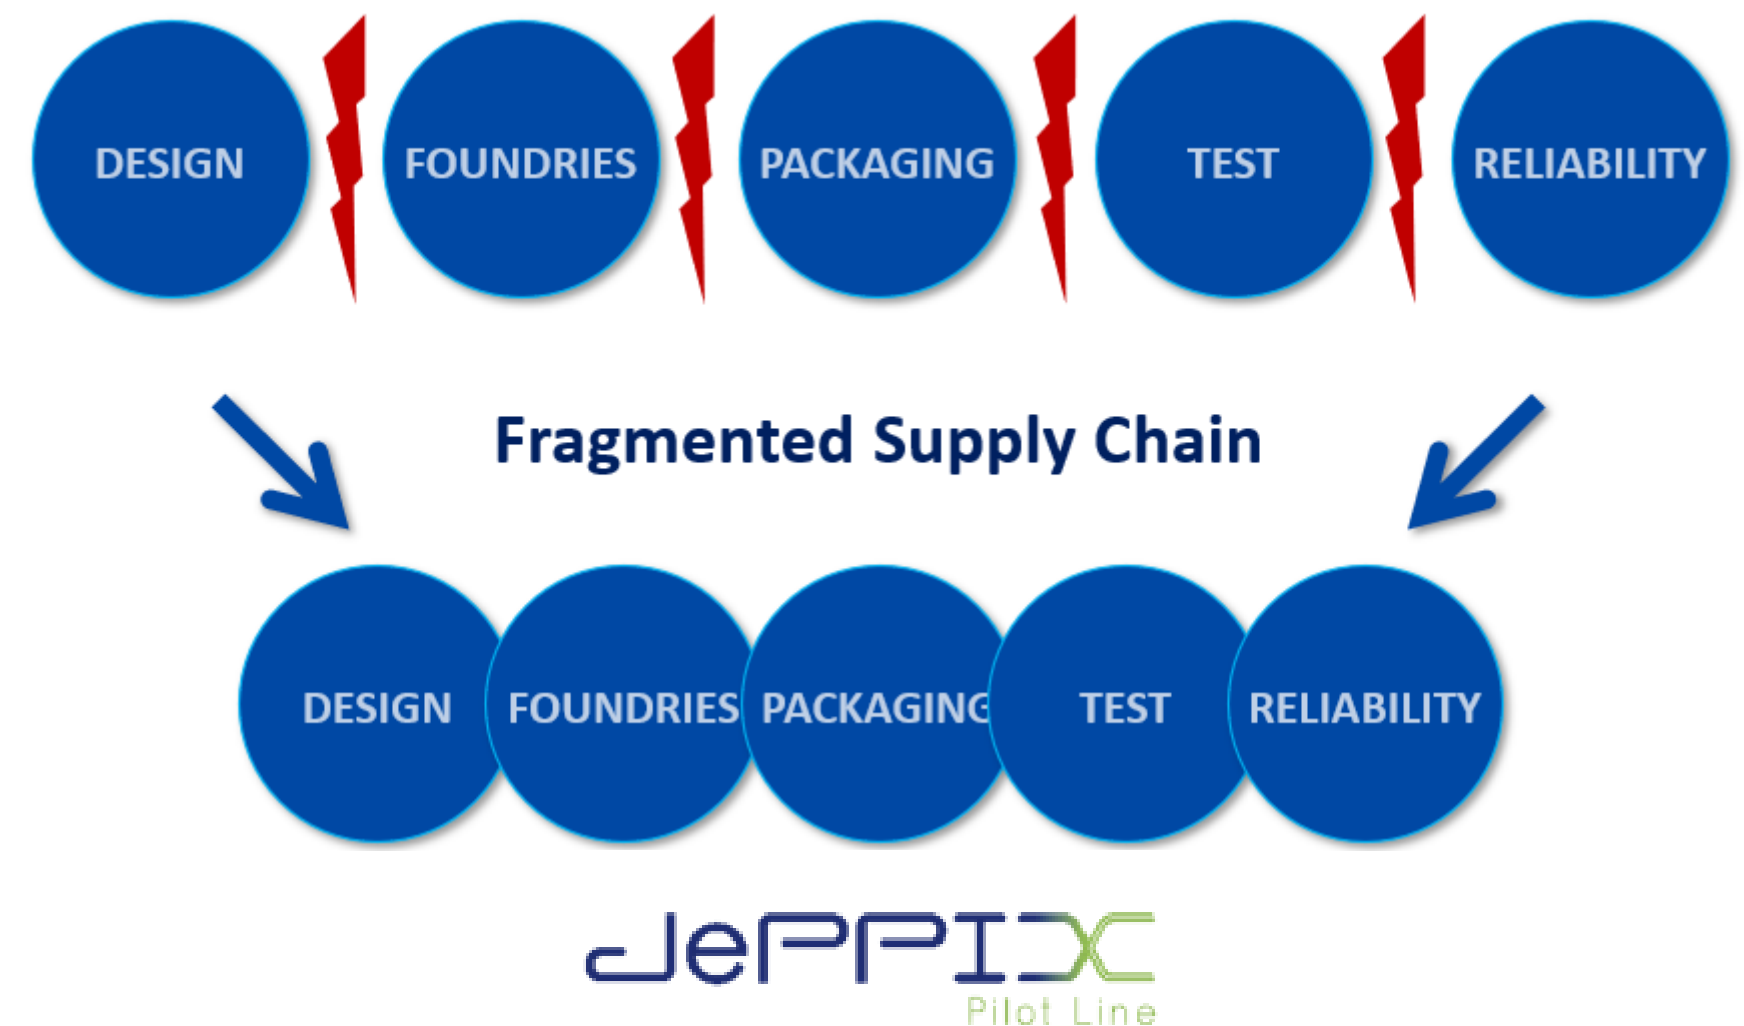 DESIGN FOUNDRIES PACKAGING TEST RELIABILITY
Fragmented Supply Chain
DESIGN FOUNDRIES PACKAGING TEST RELIABILITY
JePPIX
Pilot Line